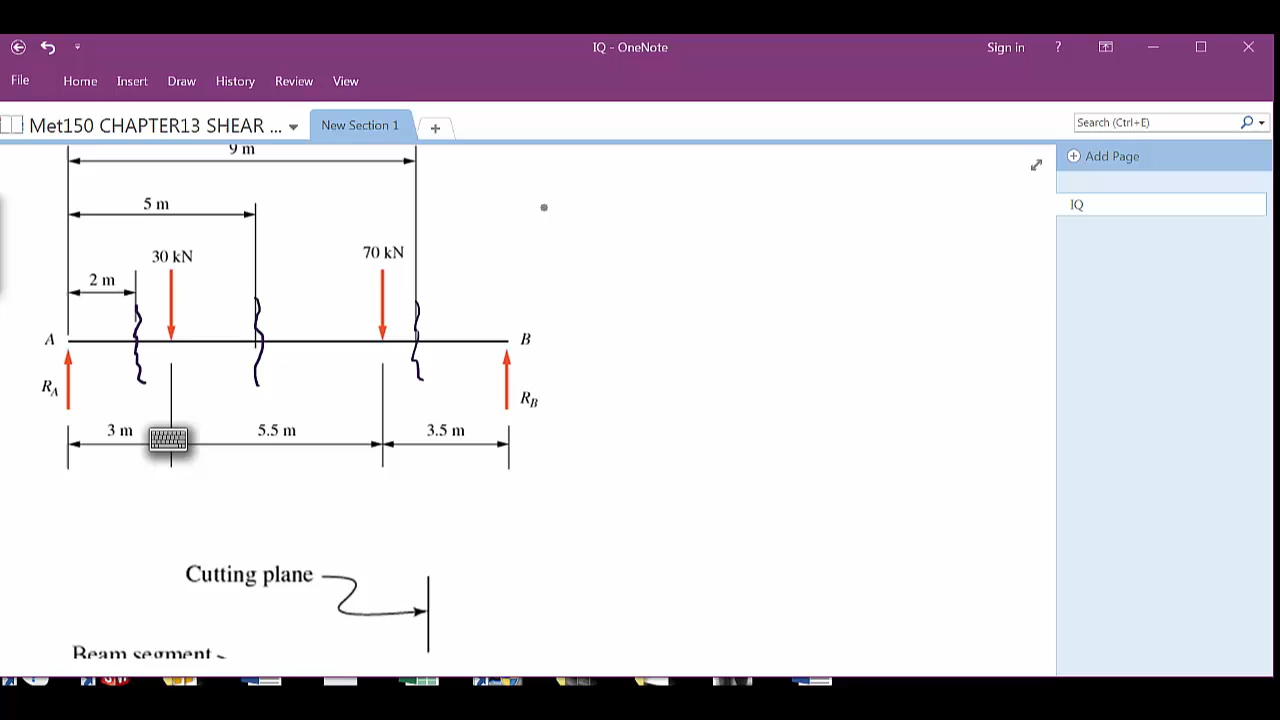 IQ - OneNote
Sign in ?
File Home Insert Draw History Review View
Met150 CHAPTER13 SHEAR ...
New Section 1
Search (Ctrl+E)
Add Page
IQ
9 m
5 m
30 kN
70 kN
2 m
A
B
R_A
R_B
3 m
5.5 m
3.5 m
Cutting plane
Beam segment